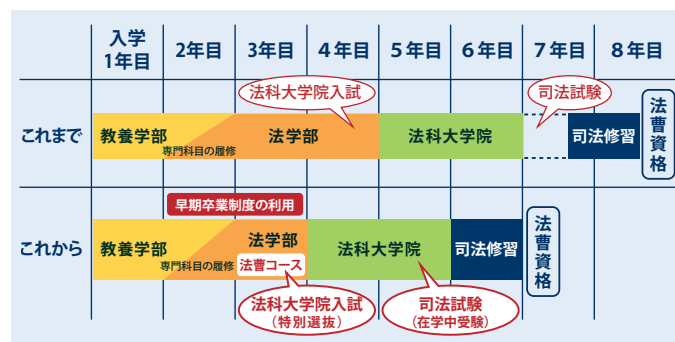 入学
1年目
2年目
3年目
4年目
5年目
6年目
7年目
8年目
法科大学院入試
司法試験
これまで
教養学部
専門科目の履修
法学部
法科大学院
司法修習
法曹資格
早期卒業制度の利用
これから
教養学部
専門科目の履修
法学部
法曹コース
法科大学院
司法修習
法曹資格
法科大学院入試
（特別選抜）
司法試験
（在学中受験）